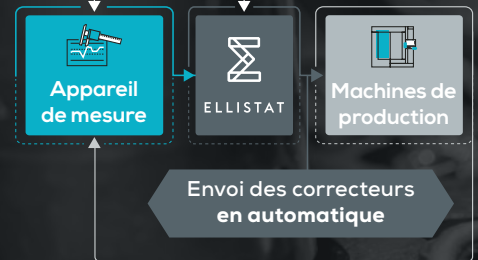 Appareil
de mesure
ELLISTAT
Machines de
production
Envoi des correcteurs
en automatique